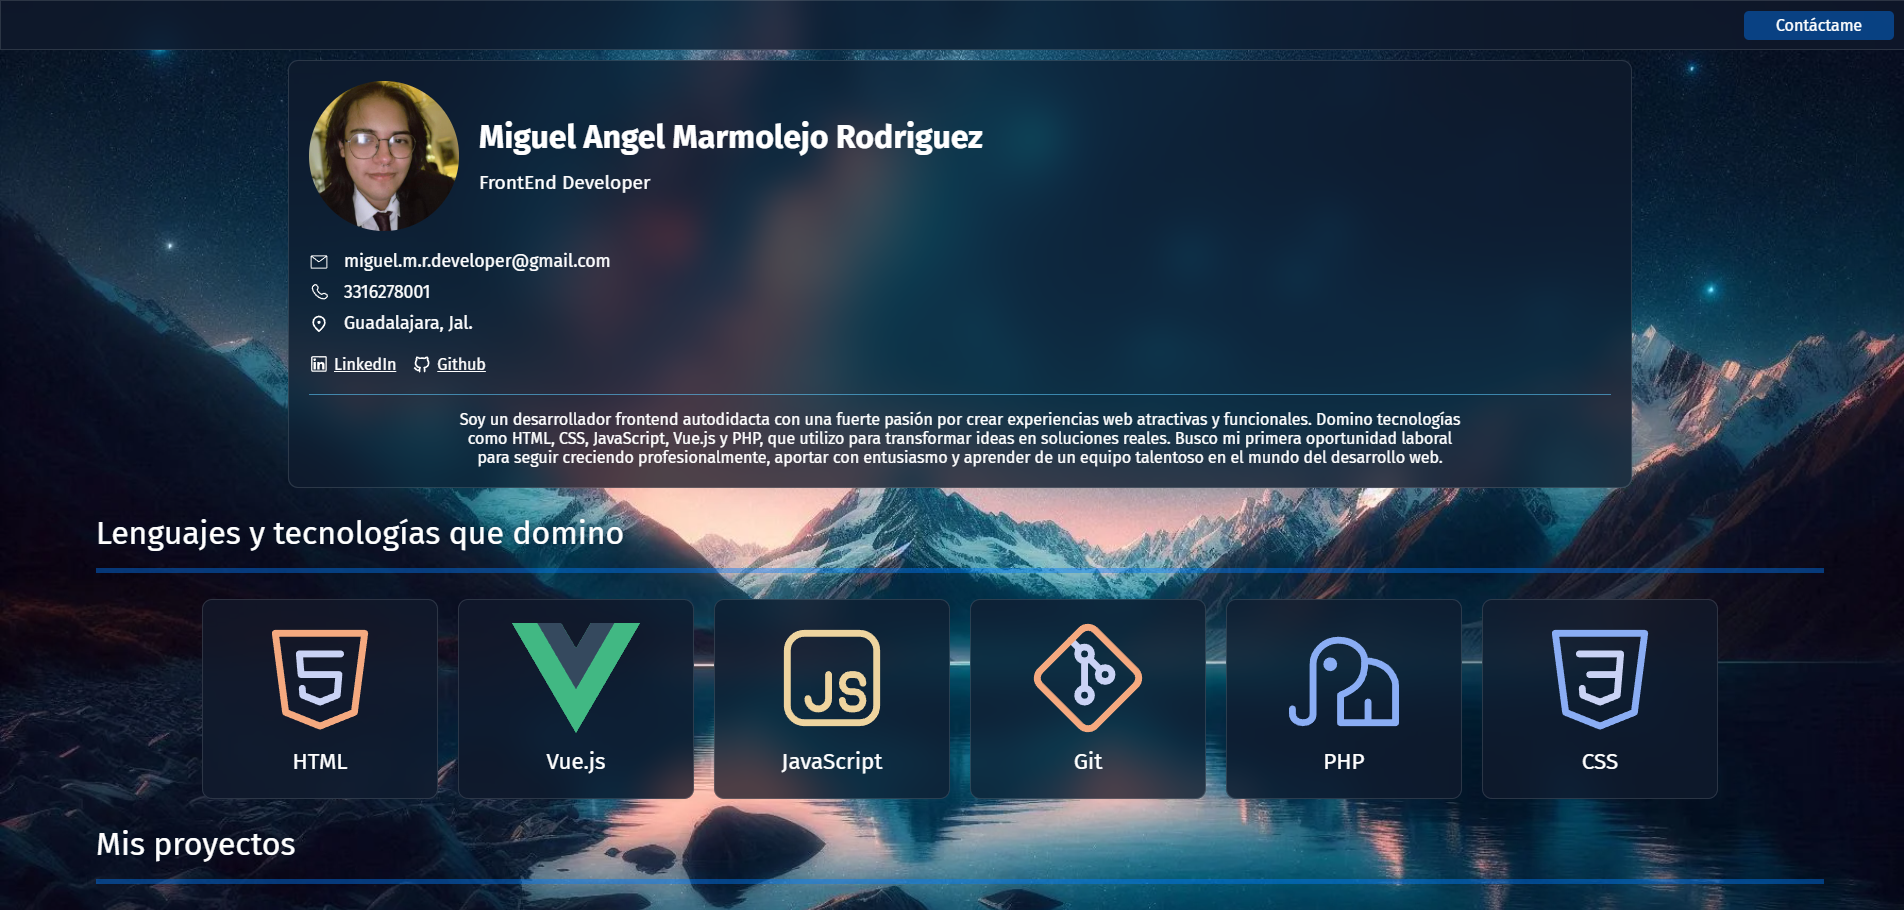 Contáctame
Miguel Angel Marmolejo Rodriguez
FrontEnd Developer
miguel.m.r.developer@gmail.com
3316278001
Guadalajara, Jal.
LinkedIn Github
Soy un desarrollador frontend autodidacta con una fuerte pasión por crear experiencias web atractivas y funcionales. Domino tecnologías
como HTML, CSS, JavaScript, Vue.js y PHP, que utilizo para transformar ideas en soluciones reales. Busco mi primera oportunidad laboral
para seguir creciendo profesionalmente, aportar con entusiasmo y aprender de un equipo talentoso en el mundo del desarrollo web.
Lenguajes y tecnologías que domino
JS
HTML Vue.js JavaScript Git PHP CSS
Mis proyectos